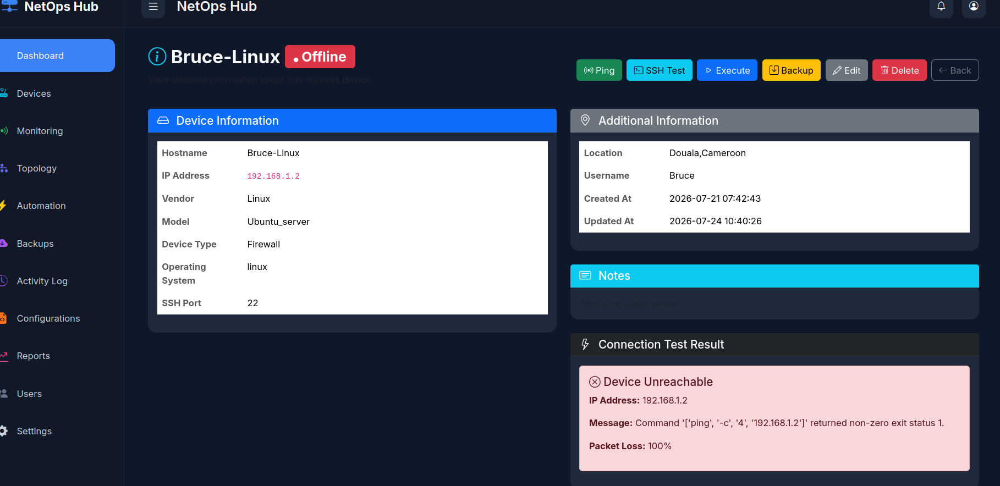 NetOps Hub
NetOps Hub
Dashboard
Devices
Monitoring
Topology
Automation
Backups
Activity Log
Configurations
Reports
Users
Settings
Bruce-Linux
Offline
View detailed information about this network device.
Ping
SSH Test
Execute
Backup
Edit
Delete
Back
Device Information
Hostname Bruce-Linux
IP Address 192.168.1.2
Vendor Linux
Model Ubuntu_server
Device Type Firewall
Operating linux
System
SSH Port 22
Additional Information
Location Douala,Cameroon
Username Bruce
Created At 2026-07-21 07:42:43
Updated At 2026-07-24 10:40:26
Notes
This is my Linux server
Connection Test Result
Device Unreachable
IP Address: 192.168.1.2
Message: Command '['ping', '-c', '4', '192.168.1.2']' returned non-zero exit status 1.
Packet Loss: 100%